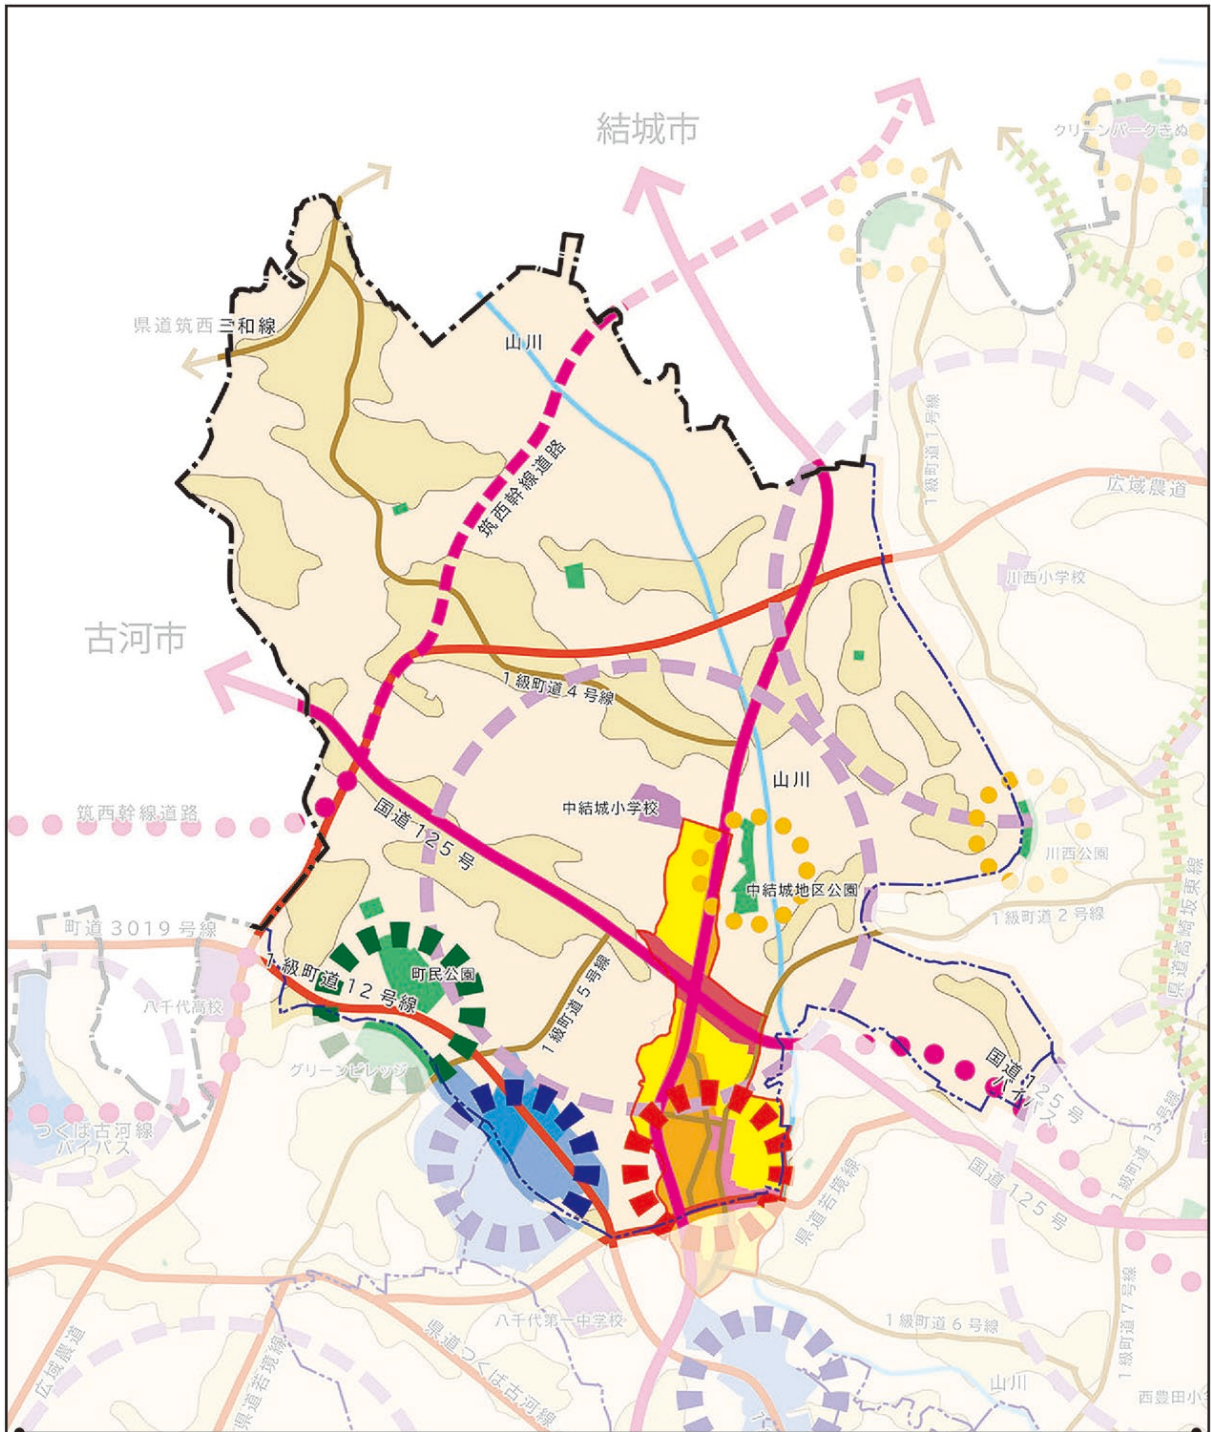 結城市
クリーンパークきぬ
県道筑西三和線
山川
1級町道1号線
筑西幹線道路
広域農道
川西小学校
古河市
1級町道4号線
山川
中結城小学校
筑西幹線道路
国道125号
川西公園
中結城地区公園
1級町道2号線
町道3019号線
県道高崎坂東線
町民公園
1級町道12号線
八千代高校
1級町道5号線
グリーンビレッジ
国道125号
バイパス
つくば古河線
バイパス
1級町道13号線
国道125号
県道若境線
八千代第一中学校
1級町道6号線
1級町道7号線
広域農道
県道若境線
県道つくば古河線
山川
西豊田小